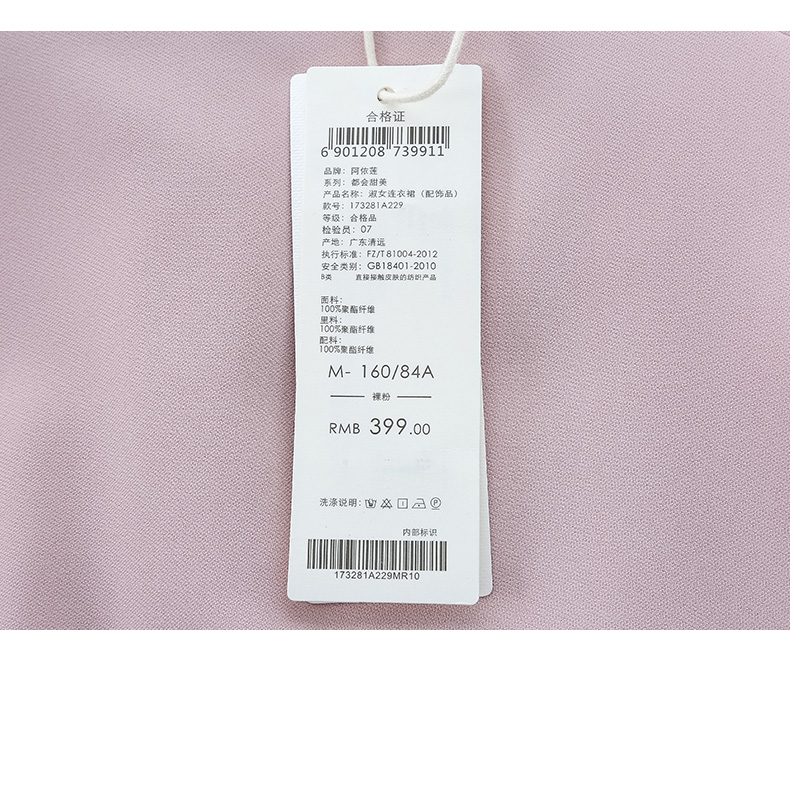 合格证
6 901208 739911
品牌：阿依莲
系列：都会甜美
产品名称：淑女连衣裙（配饰品）
款号：173281A229
等级：合格品
检验员：07
产地：广东清远
执行标准：FZ/T 81004-2012
安全类别：GB18401-2010
B类 直接接触皮肤的纺织产品
面料：
100%聚酯纤维
里料：
100%聚酯纤维
配料：
100%聚酯纤维
M- 160/84A
裸粉
RMB 399.00
洗涤说明：
内部标识
173281A229MR10